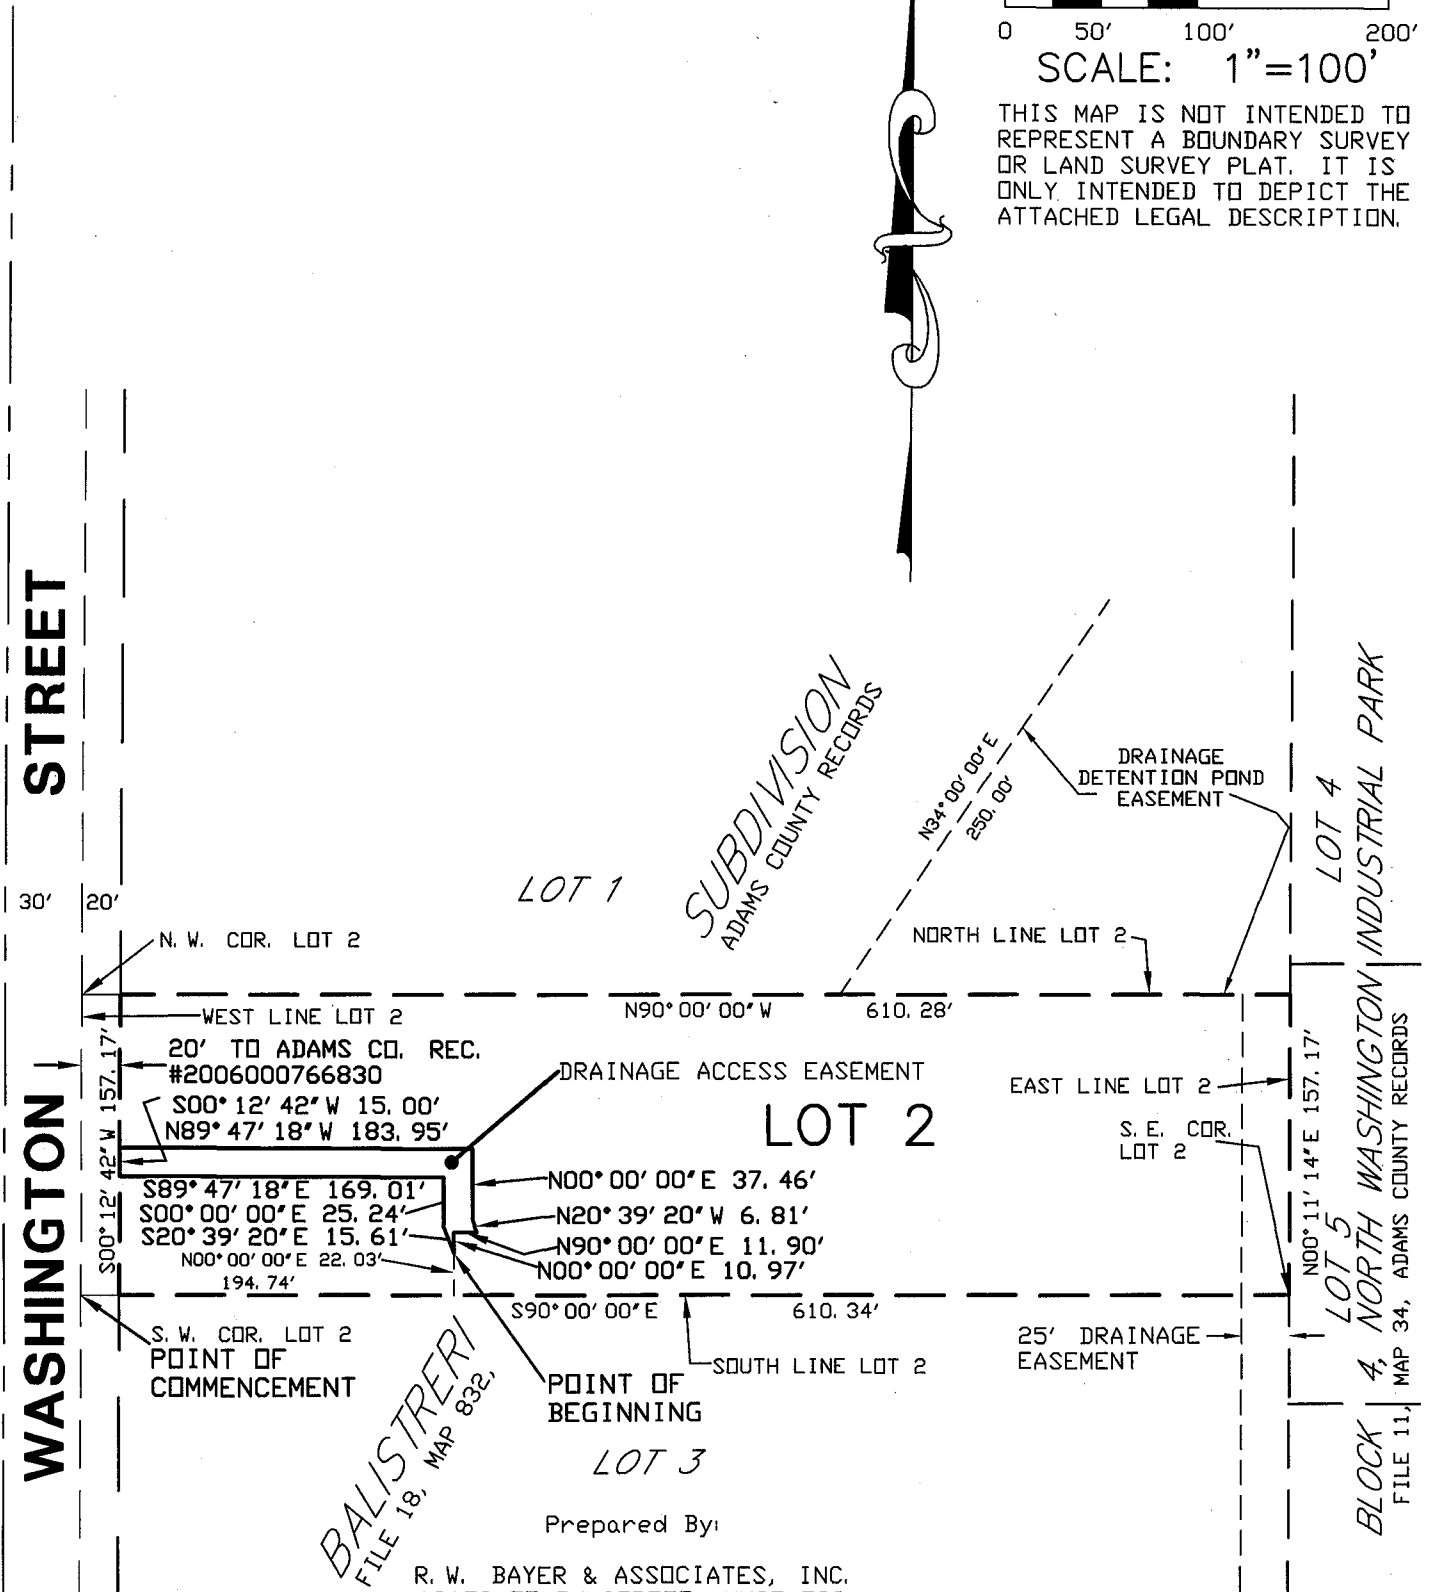 0 50' 100' 200'
SCALE: 1"=100'
THIS MAP IS NOT INTENDED TO
REPRESENT A BOUNDARY SURVEY
OR LAND SURVEY PLAT. IT IS
ONLY INTENDED TO DEPICT THE
ATTACHED LEGAL DESCRIPTION.
WASHINGTON STREET
30' 20'
LOT 1
SUBDIVISION
ADAMS COUNTY RECORDS
N34°00'00"E
250.00'
DRAINAGE
DETENTION POND
EASEMENT
LOT 4
N.W. COR. LOT 2
NORTH LINE LOT 2
N90°00'00"W 610.28'
WEST LINE LOT 2
S00°12'42"W 157.17'
20' TO ADAMS CO. REC.
#2006000766830
S00°12'42"W 15.00'
N89°47'18"W 183.95'
DRAINAGE ACCESS EASEMENT
LOT 2
EAST LINE LOT 2
S.E. COR.
LOT 2
N00°11'14"E 157.17'
S89°47'18"E 169.01'
S00°00'00"E 25.24'
S20°39'20"E 15.61'
N00°00'00"E 22.03'
194.74'
N00°00'00"E 37.46'
N20°39'20"W 6.81'
N90°00'00"E 11.90'
N00°00'00"E 10.97'
S90°00'00"E 610.34'
S.W. COR. LOT 2
POINT OF
COMMENCEMENT
SOUTH LINE LOT 2
POINT OF
BEGINNING
25' DRAINAGE
EASEMENT
LOT 5
BLOCK 4, NORTH WASHINGTON INDUSTRIAL PARK
FILE 11, MAP 34, ADAMS COUNTY RECORDS
BALISTRERI
FILE 18, MAP 832,
LOT 3
Prepared By:
R.W. BAYER & ASSOCIATES, INC.